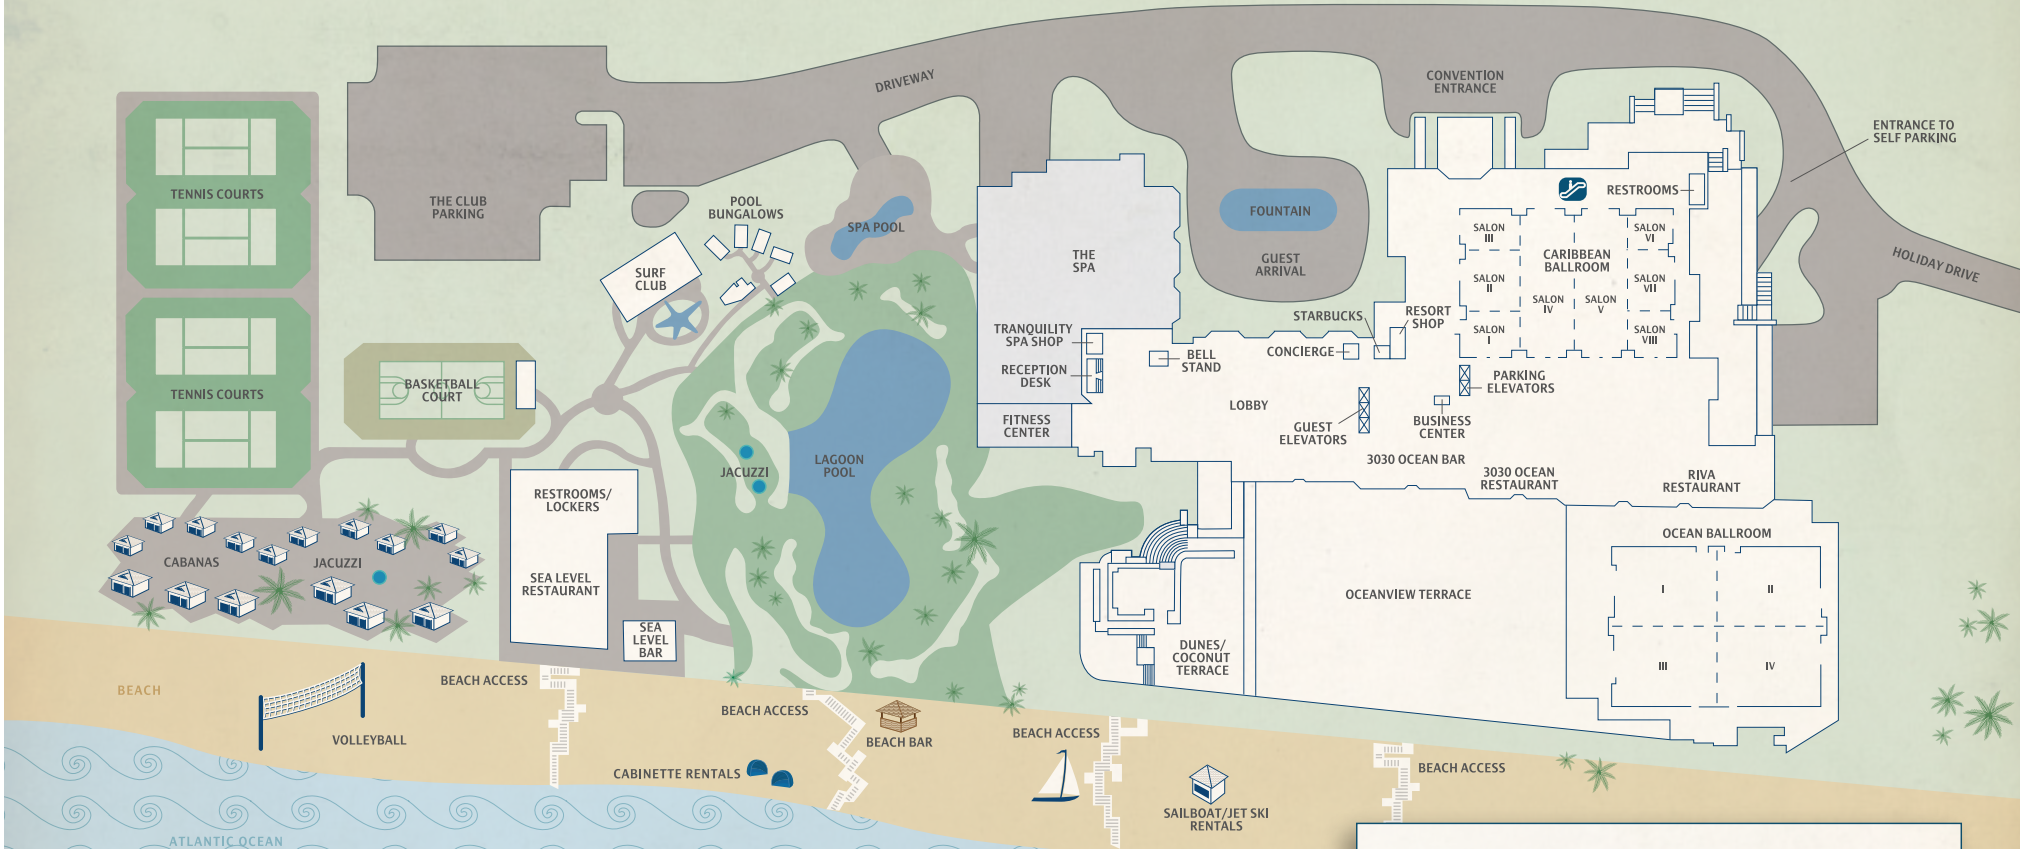 DRIVEWAY
CONVENTION
ENTRANCE
ENTRANCE TO
SELF PARKING
TENNIS COURTS
THE CLUB
PARKING
POOL
BUNGALOWS
SPA POOL
FOUNTAIN
GUEST
ARRIVAL
RESTROOMS
SALON
III
SALON
VI
CARIBBEAN
BALLROOM
HOLIDAY DRIVE
THE
SPA
SURF
CLUB
SALON
II
SALON
IV
SALON
V
SALON
VII
SALON
I
SALON
VIII
STARBUCKS
RESORT
SHOP
TRANQUILITY
SPA SHOP
CONCIERGE
BELL
STAND
RECEPTION
DESK
PARKING
ELEVATORS
BASKETBALL
COURT
TENNIS COURTS
LOBBY
FITNESS
CENTER
GUEST
ELEVATORS
BUSINESS
CENTER
3030 OCEAN BAR
3030 OCEAN
RESTAURANT
RIVA
RESTAURANT
LAGOON
POOL
JACUZZI
RESTROOMS/
LOCKERS
OCEAN BALLROOM
CABANAS
JACUZZI
SEA LEVEL
RESTAURANT
OCEANVIEW TERRACE
I
II
III
IV
SEA
LEVEL
BAR
DUNES/
COCONUT
TERRACE
BEACH
BEACH ACCESS
BEACH ACCESS
VOLLEYBALL
BEACH BAR
BEACH ACCESS
CABINETTE RENTALS
BEACH ACCESS
SAILBOAT/JET SKI
RENTALS
ATLANTIC OCEAN